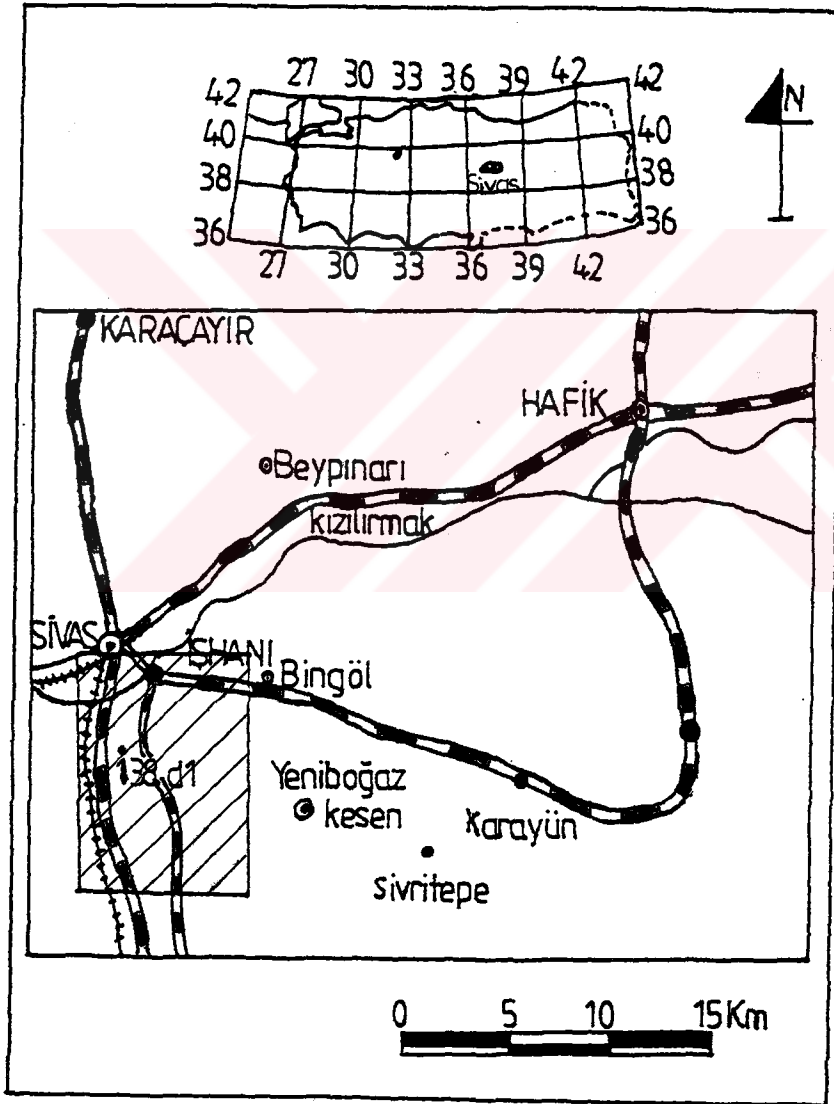 27 30 33 36 39 42
42 42
40 40
38 38
36 36
Sivas
27 30 33 36 39 42
N
KARAÇAYIR
HAFİK
Beypınarı
kızılırmak
SİVAS
İŞHANI
Bingöl
İ38 d1
Yeniboğaz
kesen
Karayün
Sivritepe
0 5 10 15 Km